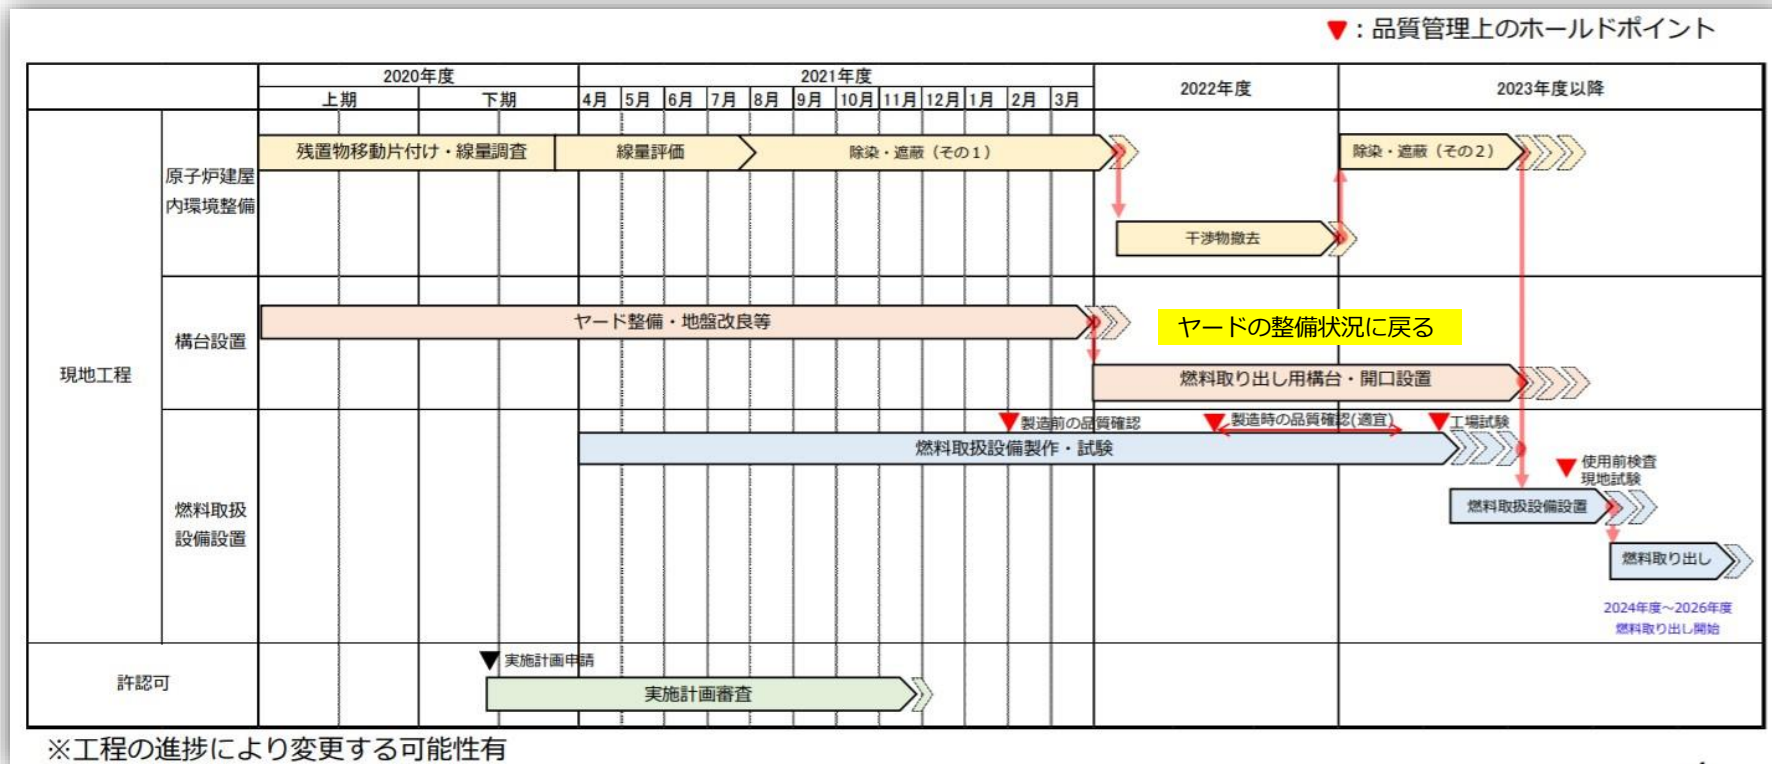 ▼：品質管理上のホールドポイント
2020年度
2021年度
2022年度
2023年度以降
上期
下期
4月
5月
6月
7月
8月
9月
10月
11月
12月
1月
2月
3月
現地工程
原子炉建屋
内環境整備
残置物移動片付け・線量調査
線量評価
除染・遮蔽（その１）
除染・遮蔽（その２）
干渉物撤去
構台設置
ヤード整備・地盤改良等
ヤードの整備状況に戻る
燃料取り出し用構台・開口設置
燃料取扱
設備設置
製造前の品質確認
製造時の品質確認(適宜)
工場試験
燃料取扱設備製作・試験
使用前検査
現地試験
燃料取扱設備設置
燃料取り出し
2024年度～2026年度
燃料取り出し開始
許認可
実施計画申請
実施計画審査
※工程の進捗により変更する可能性有